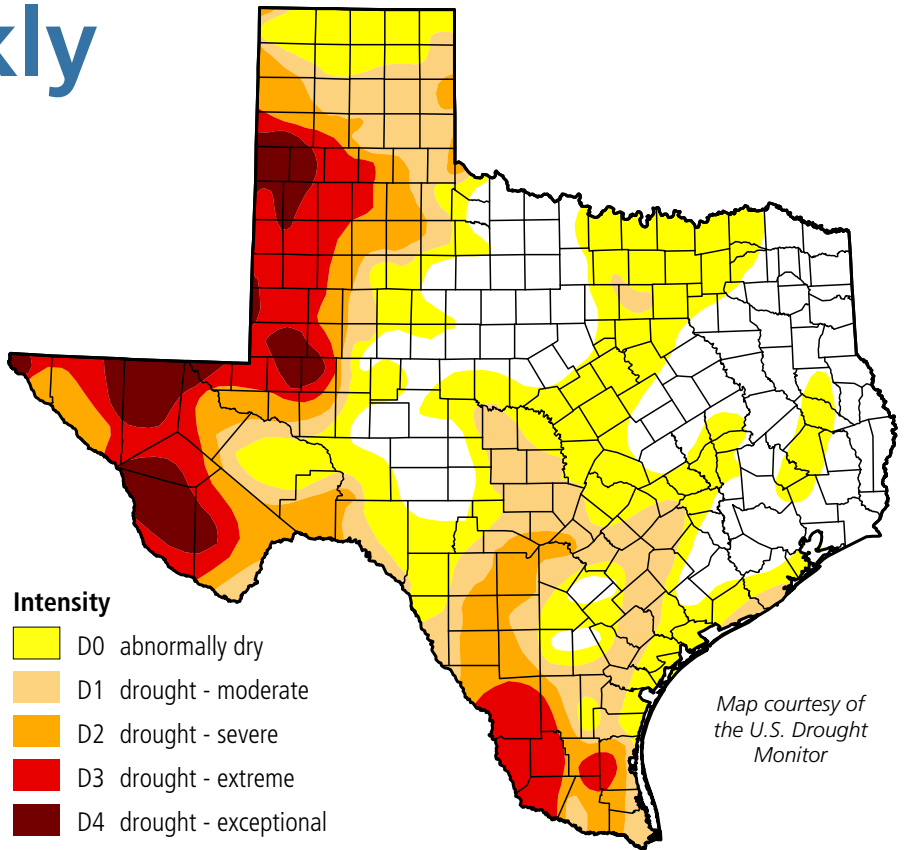 kly
Intensity
D0 abnormally dry
D1 drought - moderate
D2 drought - severe
D3 drought - extreme
D4 drought - exceptional
Map courtesy of
the U.S. Drought
Monitor